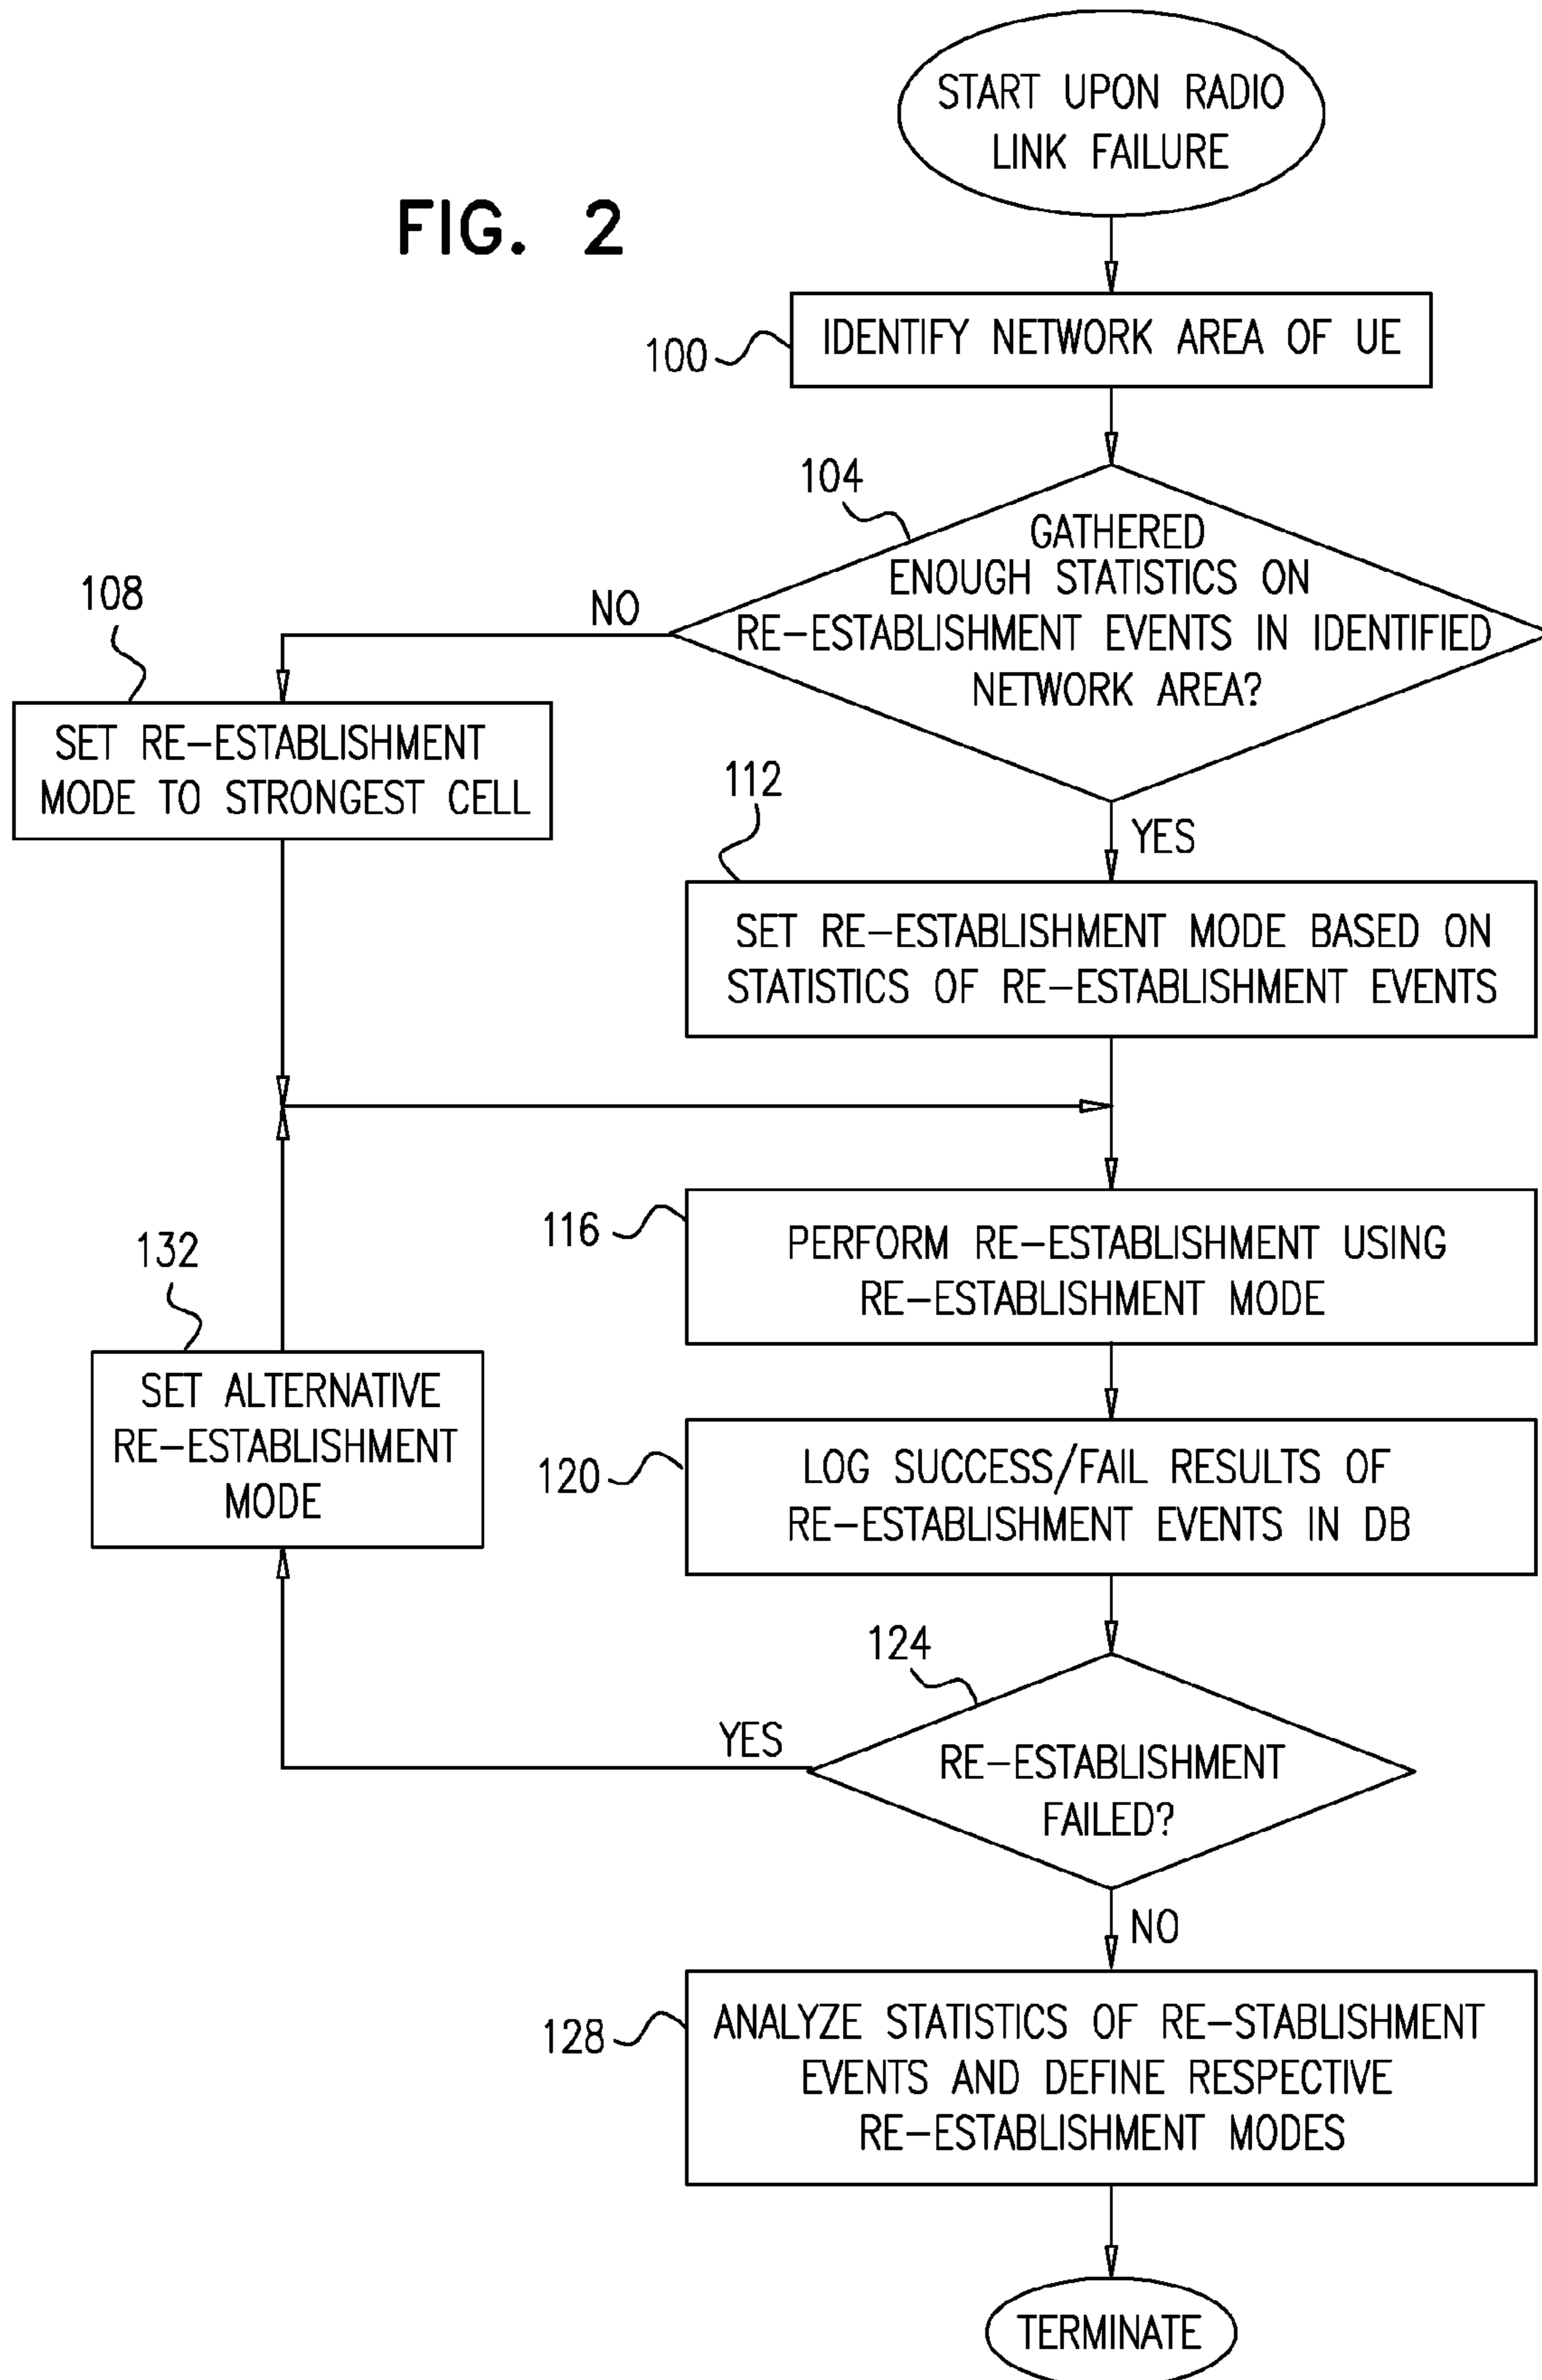 START UPON RADIO
LINK FAILURE
FIG. 2
100
IDENTIFY NETWORK AREA OF UE
104
GATHERED
ENOUGH STATISTICS ON
RE-ESTABLISHMENT EVENTS IN IDENTIFIED
NETWORK AREA?
NO
108
SET RE-ESTABLISHMENT
MODE TO STRONGEST CELL
YES
112
SET RE-ESTABLISHMENT MODE BASED ON
STATISTICS OF RE-ESTABLISHMENT EVENTS
116
PERFORM RE-ESTABLISHMENT USING
RE-ESTABLISHMENT MODE
132
SET ALTERNATIVE
RE-ESTABLISHMENT
MODE
120
LOG SUCCESS/FAIL RESULTS OF
RE-ESTABLISHMENT EVENTS IN DB
124
YES
RE-ESTABLISHMENT
FAILED?
NO
128
ANALYZE STATISTICS OF RE-STABLISHMENT
EVENTS AND DEFINE RESPECTIVE
RE-ESTABLISHMENT MODES
TERMINATE